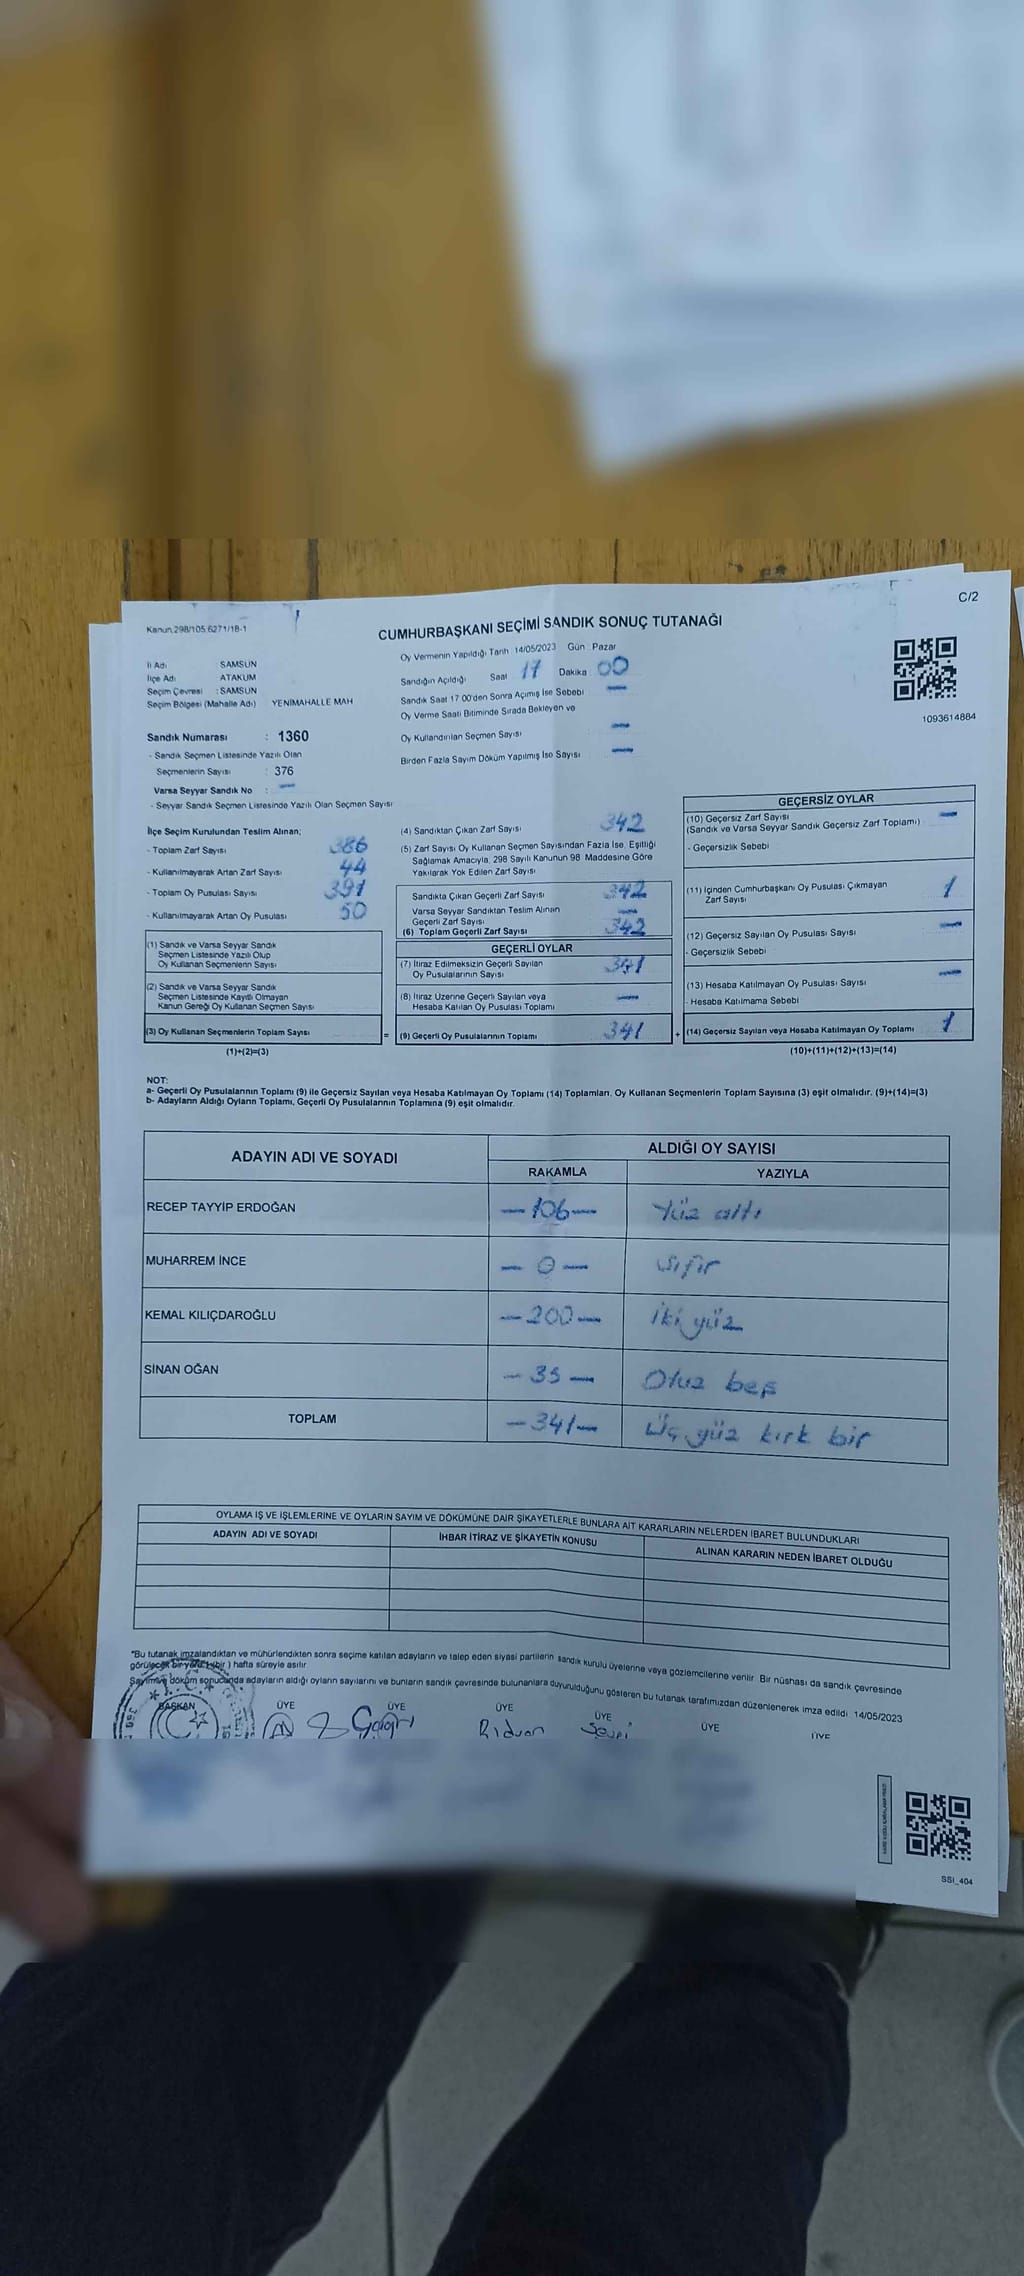 C/2
Kanun.298/105.6271/18-1
CUMHURBAŞKANI SEÇİMİ SANDIK SONUÇ TUTANAĞI
Oy Vermenin Yapıldığı Tarih 14/05/2023 Gün : Pazar
İl Adı SAMSUN
İlçe Adı ATAKUM
Seçim Çevresi : SAMSUN
Seçim Bölgesi (Mahalle Adı) YENİMAHALLE MAH
Sandığın Açıldığı Saat 17 Dakika 00
Sandık Saat 17 00'den Sonra Açılmış İse Sebebi —
Oy Verme Saati Bitiminde Sırada Bekleyen ve
Oy Kullandırılan Seçmen Sayısı —
Birden Fazla Sayım Döküm Yapılmış İse Sayısı —
1093614884
Sandık Numarası : 1360
- Sandık Seçmen Listesinde Yazılı Olan
Seçmenlerin Sayısı : 376
Varsa Seyyar Sandık No : —
- Seyyar Sandık Seçmen Listesinde Yazılı Olan Seçmen Sayısı
İlçe Seçim Kurulundan Teslim Alınan;
- Toplam Zarf Sayısı 386
- Kullanılmayarak Artan Zarf Sayısı 44
- Toplam Oy Pusulası Sayısı 391
- Kullanılmayarak Artan Oy Pusulası 50
(1) Sandık ve Varsa Seyyar Sandık
Seçmen Listesinde Yazılı Olup
Oy Kullanan Seçmenlerin Sayısı
(2) Sandık ve Varsa Seyyar Sandık
Seçmen Listesinde Kayıtlı Olmayan
Kanun Gereği Oy Kullanan Seçmen Sayısı
(3) Oy Kullanan Seçmenlerin Toplam Sayısı =
(1)+(2)=(3)
(4) Sandıktan Çıkan Zarf Sayısı 342
(5) Zarf Sayısı Oy Kullanan Seçmen Sayısından Fazla İse, Eşitliği
Sağlamak Amacıyla, 298 Sayılı Kanunun 98. Maddesine Göre
Yakılarak Yok Edilen Zarf Sayısı
Sandıkta Çıkan Geçerli Zarf Sayısı 342
Varsa Seyyar Sandıktan Teslim Alınan
Geçerli Zarf Sayısı —
(6) Toplam Geçerli Zarf Sayısı 342
GEÇERLİ OYLAR
(7) İtiraz Edilmeksizin Geçerli Sayılan
Oy Pusulalarının Sayısı 341
(8) İtiraz Üzerine Geçerli Sayılan veya
Hesaba Katılan Oy Pusulası Toplamı —
(9) Geçerli Oy Pusulalarının Toplamı 341 +
GEÇERSİZ OYLAR
(10) Geçersiz Zarf Sayısı —
(Sandık ve Varsa Seyyar Sandık Geçersiz Zarf Toplamı)
- Geçersizlik Sebebi
(11) İçinden Cumhurbaşkanı Oy Pusulası Çıkmayan
Zarf Sayısı 1
(12) Geçersiz Sayılan Oy Pusulası Sayısı —
- Geçersizlik Sebebi
(13) Hesaba Katılmayan Oy Pusulası Sayısı —
- Hesaba Katılmama Sebebi
(14) Geçersiz Sayılan veya Hesaba Katılmayan Oy Toplamı 1
(10)+(11)+(12)+(13)=(14)
NOT:
a- Geçerli Oy Pusulalarının Toplamı (9) ile Geçersiz Sayılan veya Hesaba Katılmayan Oy Toplamı (14) Toplamları, Oy Kullanan Seçmenlerin Toplam Sayısına (3) eşit olmalıdır. (9)+(14)=(3)
b- Adayların Aldığı Oyların Toplamı, Geçerli Oy Pusulalarının Toplamına (9) eşit olmalıdır.
ADAYIN ADI VE SOYADI ALDIĞI OY SAYISI
RAKAMLA YAZIYLA
RECEP TAYYİP ERDOĞAN —106— Yüz altı
MUHARREM İNCE — 0 — sıfır
KEMAL KILIÇDAROĞLU —200— İki yüz
SİNAN OĞAN — 35 — Otuz beş
TOPLAM —341— Üç yüz kırk bir
OYLAMA İŞ VE İŞLEMLERİNE VE OYLARIN SAYIM VE DÖKÜMÜNE DAİR ŞİKAYETLERLE BUNLARA AİT KARARLARIN NELERDEN İBARET BULUNDUKLARI
ADAYIN ADI VE SOYADI İHBAR İTİRAZ VE ŞİKAYETİN KONUSU ALINAN KARARIN NEDEN İBARET OLDUĞU
*Bu tutanak imzalandıktan ve mühürlendikten sonra seçime katılan adayların ve talep eden siyasi partilerin sandık kurulu üyelerine veya gözlemcilerine verilir. Bir nüshası da sandık çevresinde
görülecek bir yere 1 (bir ) hafta süreyle asılır
Sayım ve döküm sonucunda adayların aldığı oyların sayılarını ve bunların sandık çevresinde bulunanlara duyurulduğunu gösteren bu tutanak tarafımızdan düzenlenerek imza edildi. 14/05/2023
BAŞKAN ÜYE ÜYE ÜYE ÜYE ÜYE ÜYE
Rıdvan
T.C.
SSI_404